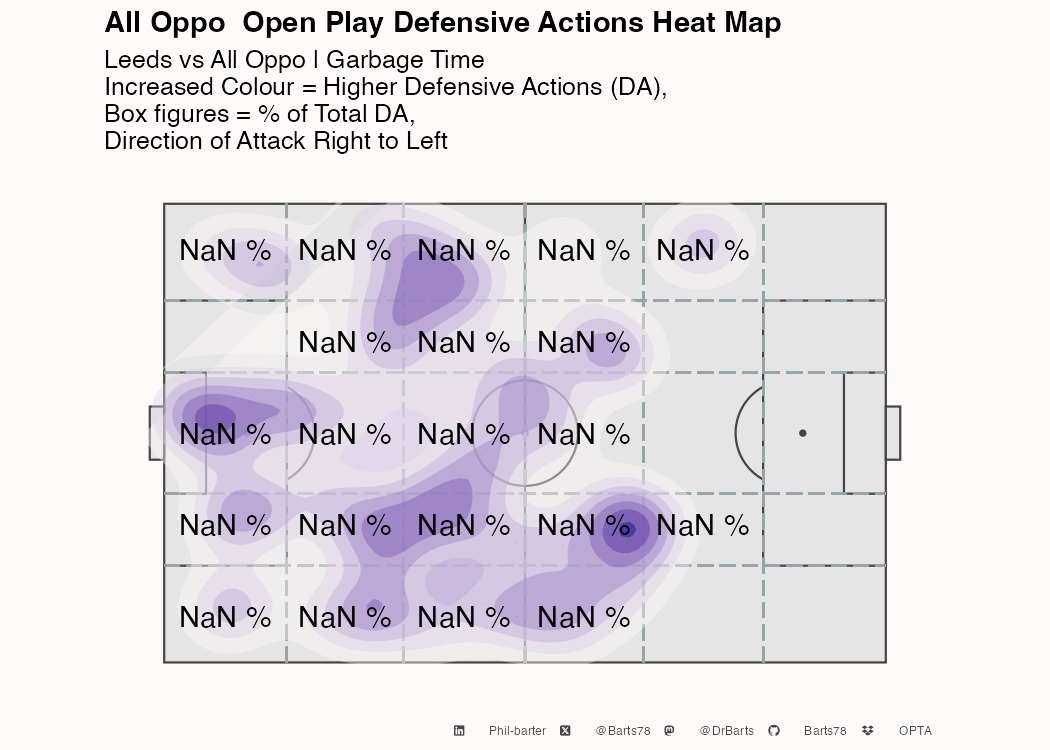 All Oppo  Open Play Defensive Actions Heat Map
Leeds vs All Oppo | Garbage Time
Increased Colour = Higher Defensive Actions (DA),
Box figures = % of Total DA,
Direction of Attack Right to Left
NaN % NaN % NaN % NaN % NaN %
NaN % NaN % NaN %
NaN % NaN % NaN % NaN %
NaN % NaN % NaN % NaN % NaN %
NaN % NaN % NaN % NaN %
Phil-barter @Barts78 @DrBarts Barts78 OPTA